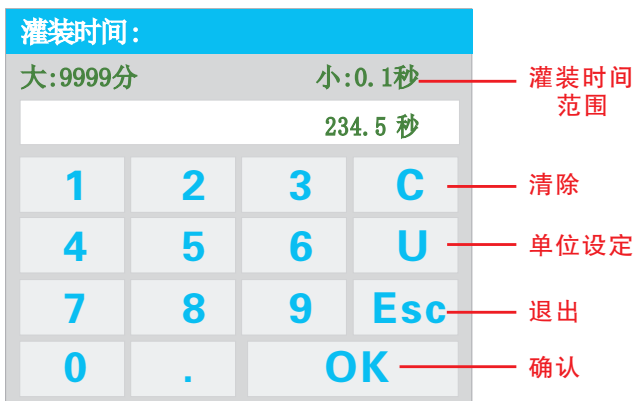 灌装时间:
大:9999分 小:0.1秒 灌装时间
范围
234.5 秒
1 2 3 C 清除
4 5 6 U 单位设定
7 8 9 Esc 退出
0 . OK 确认